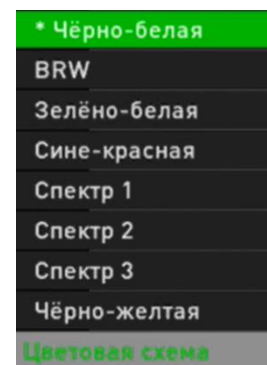 * Чёрно-белая
BRW
Зелёно-белая
Сине-красная
Спектр 1
Спектр 2
Спектр 3
Чёрно-желтая
Цветовая схема